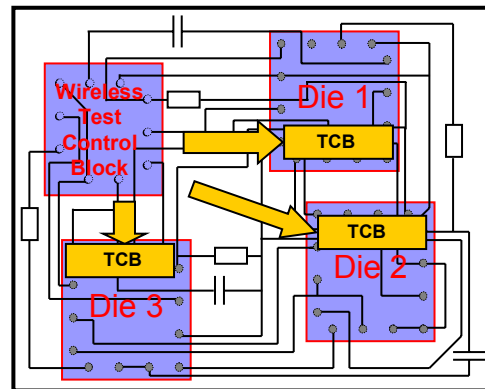 Wireless
Test
Control
Block
Die 1
TCB
TCB
Die 2
TCB
Die 3